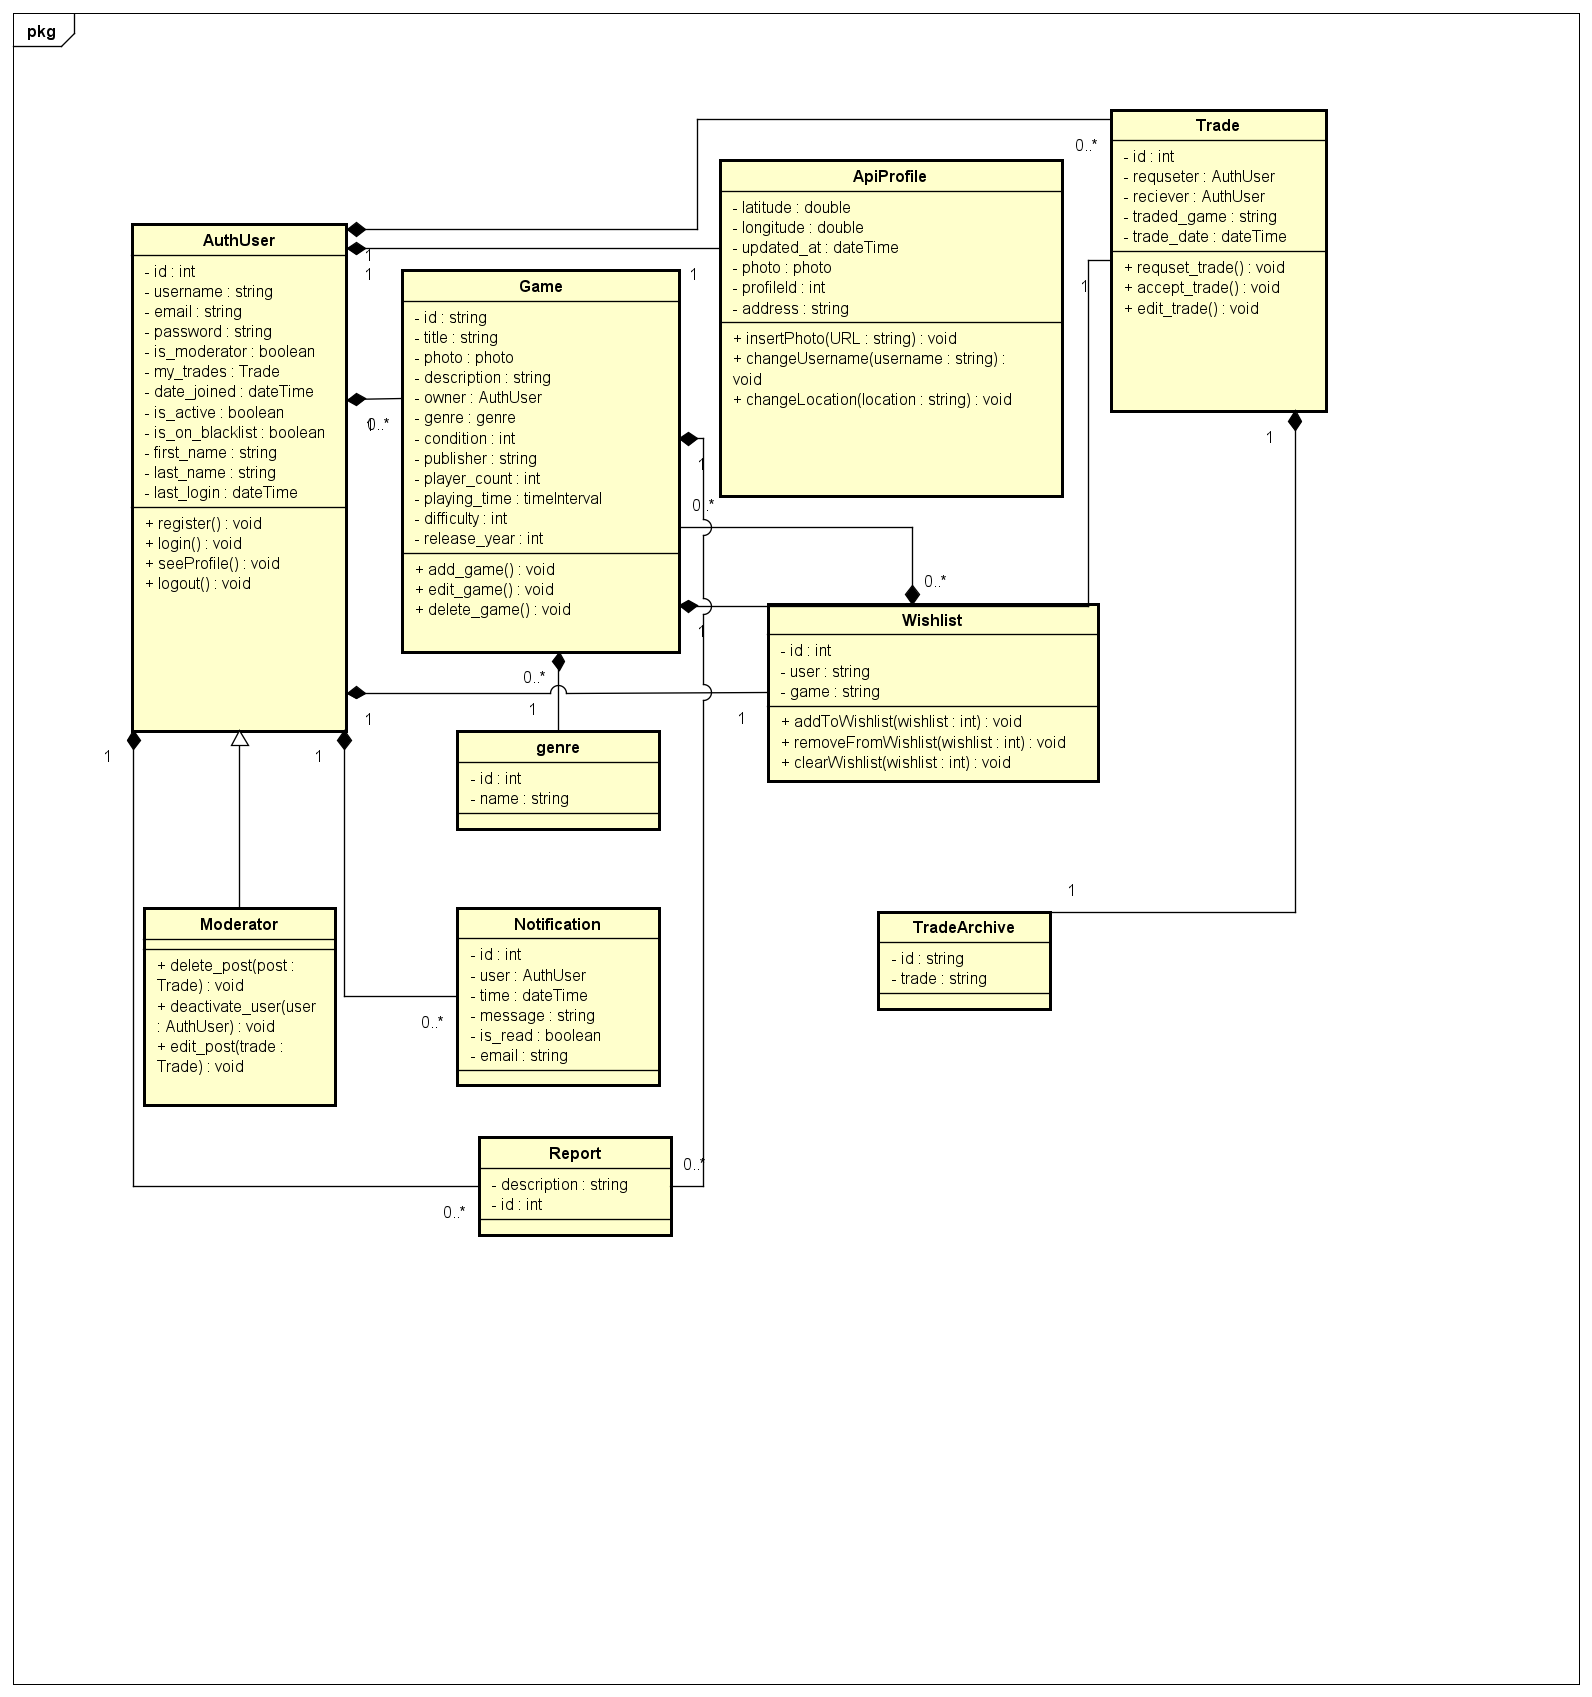 pkg
Trade
- id : int
- requseter : AuthUser
- reciever : AuthUser
- traded_game : string
- trade_date : dateTime
+ requset_trade() : void
+ accept_trade() : void
+ edit_trade() : void
0..*
1
1
ApiProfile
- latitude : double
- longitude : double
- updated_at : dateTime
- photo : photo
- profileId : int
- address : string
+ insertPhoto(URL : string) : void
+ changeUsername(username : string) :
void
+ changeLocation(location : string) : void
1
AuthUser
- id : int
- username : string
- email : string
- password : string
- is_moderator : boolean
- my_trades : Trade
- date_joined : dateTime
- is_active : boolean
- is_on_blacklist : boolean
- first_name : string
- last_name : string
- last_login : dateTime
+ register() : void
+ login() : void
+ seeProfile() : void
+ logout() : void
1
1
1
0..*
1
1
1
Game
- id : string
- title : string
- photo : photo
- description : string
- owner : AuthUser
- genre : genre
- condition : int
- publisher : string
- player_count : int
- playing_time : timeInterval
- difficulty : int
- release_year : int
+ add_game() : void
+ edit_game() : void
+ delete_game() : void
1
0..*
1
0..*
1
genre
- id : int
- name : string
0..*
Wishlist
- id : int
- user : string
- game : string
+ addToWishlist(wishlist : int) : void
+ removeFromWishlist(wishlist : int) : void
+ clearWishlist(wishlist : int) : void
1
Moderator
+ delete_post(post :
Trade) : void
+ deactivate_user(user
: AuthUser) : void
+ edit_post(trade :
Trade) : void
Notification
- id : int
- user : AuthUser
- time : dateTime
- message : string
- is_read : boolean
- email : string
0..*
1
TradeArchive
- id : string
- trade : string
Report
- description : string
- id : int
0..*
0..*